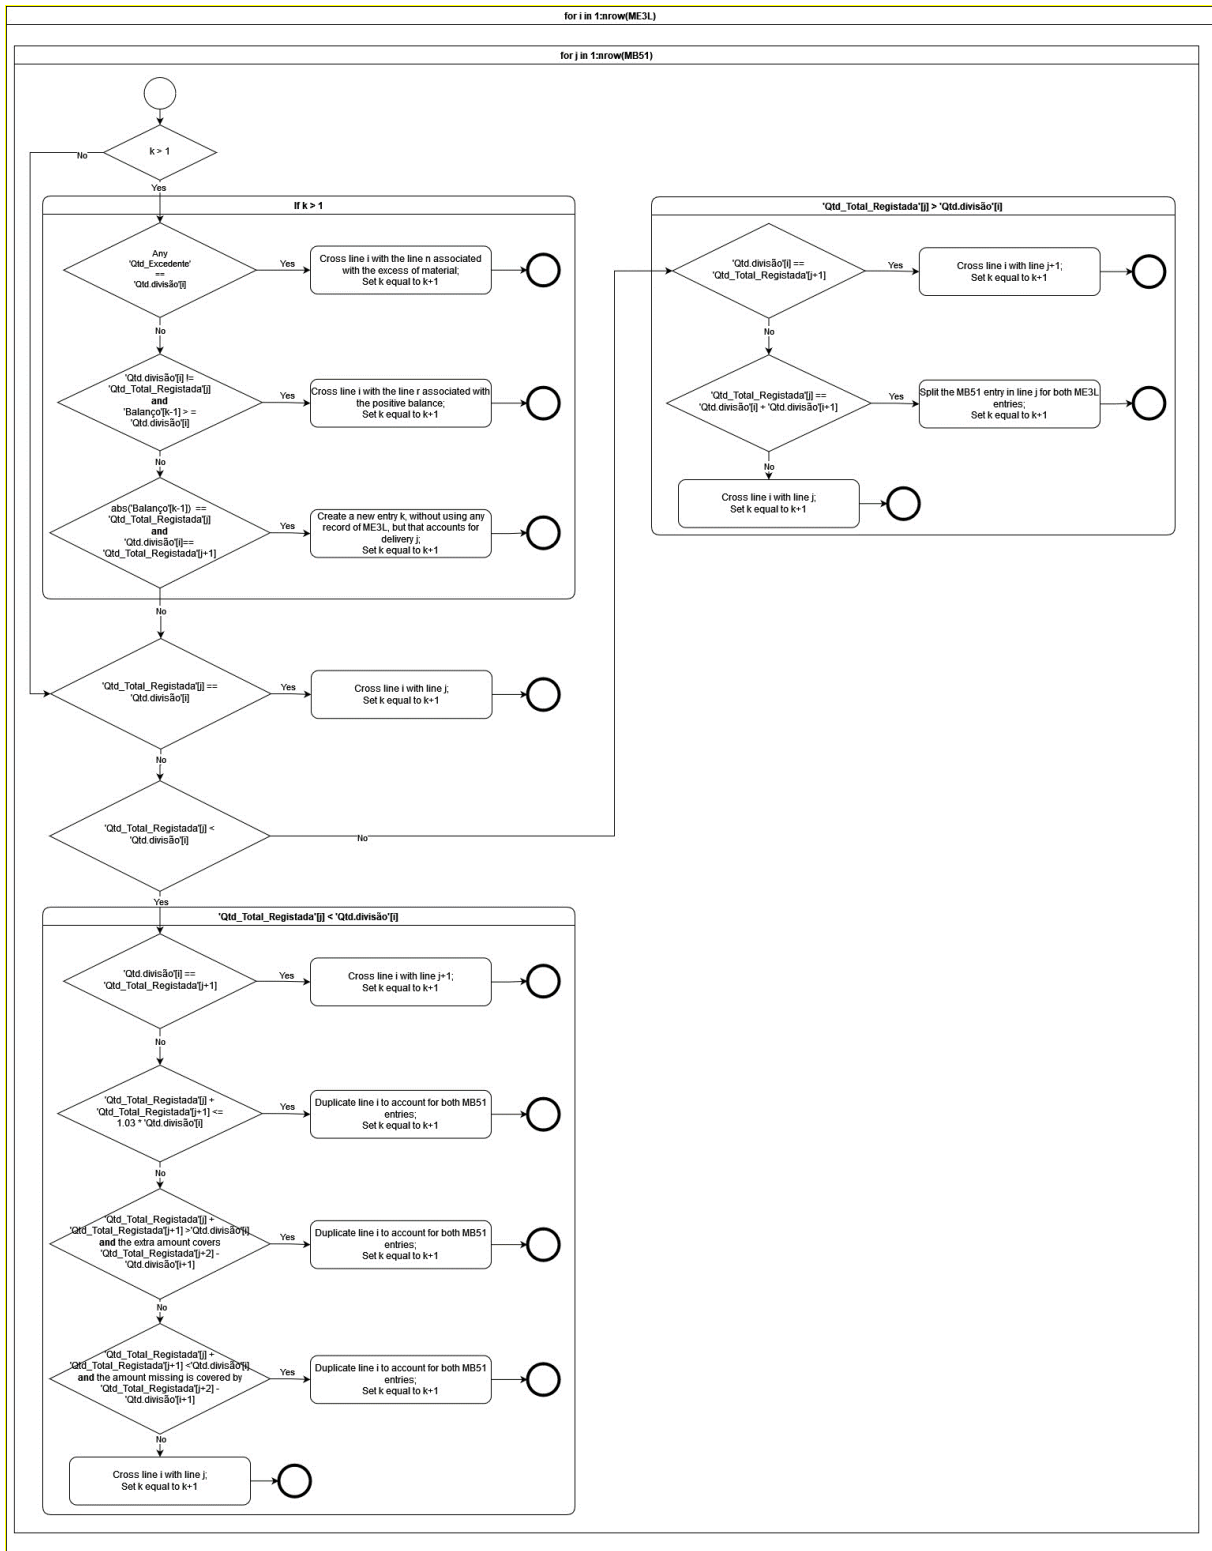 for i in 1:nrow(ME3L)
for j in 1:nrow(MB51)
k > 1
No
Yes
If k > 1
Any
'Qtd_Excedente'
==
'Qtd.divisão'[i]
Yes
Cross line i with the line n associated
with the excess of material;
Set k equal to k+1
No
'Qtd.divisão'[i] !=
'Qtd_Total_Registada'[j]
and
'Balanço'[k-1] > =
'Qtd.divisão'[i]
Yes
Cross line i with the line r associated with
the positive balance;
Set k equal to k+1
No
abs('Balanço'[k-1]) ==
'Qtd_Total_Registada'[j]
and
'Qtd.divisão'[i]==
'Qtd_Total_Registada'[j+1]
Yes
Create a new entry k, without using any
record of ME3L, but that accounts for
delivery j;
Set k equal to k+1
No
'Qtd_Total_Registada'[j] ==
'Qtd.divisão'[i]
Yes
Cross line i with line j;
Set k equal to k+1
No
'Qtd_Total_Registada'[j] <
'Qtd.divisão'[i]
No
Yes
'Qtd_Total_Registada'[j] > 'Qtd.divisão'[i]
'Qtd.divisão'[i] ==
'Qtd_Total_Registada'[j+1]
Yes
Cross line i with line j+1;
Set k equal to k+1
No
'Qtd_Total_Registada'[j] ==
'Qtd.divisão'[i] + 'Qtd.divisão'[i+1]
Yes
Split the MB51 entry in line j for both ME3L
entries;
Set k equal to k+1
No
Cross line i with line j;
Set k equal to k+1
'Qtd_Total_Registada'[j] < 'Qtd.divisão'[i]
'Qtd.divisão'[i] ==
'Qtd_Total_Registada'[j+1]
Yes
Cross line i with line j+1;
Set k equal to k+1
No
'Qtd_Total_Registada'[j] +
'Qtd_Total_Registada'[j+1] <=
1.03 * 'Qtd.divisão'[i]
Yes
Duplicate line i to account for both MB51
entries;
Set k equal to k+1
No
'Qtd_Total_Registada'[j] +
'Qtd_Total_Registada'[j+1] >'Qtd.divisão'[i]
and the extra amount covers
'Qtd_Total_Registada'[j+2] -
'Qtd.divisão'[i+1]
Yes
Duplicate line i to account for both MB51
entries;
Set k equal to k+1
No
'Qtd_Total_Registada'[j] +
'Qtd_Total_Registada'[j+1] <'Qtd.divisão'[i]
and the amount missing is covered by
'Qtd_Total_Registada'[j+2] -
'Qtd.divisão'[i+1]
Yes
Duplicate line i to account for both MB51
entries;
Set k equal to k+1
No
Cross line i with line j;
Set k equal to k+1